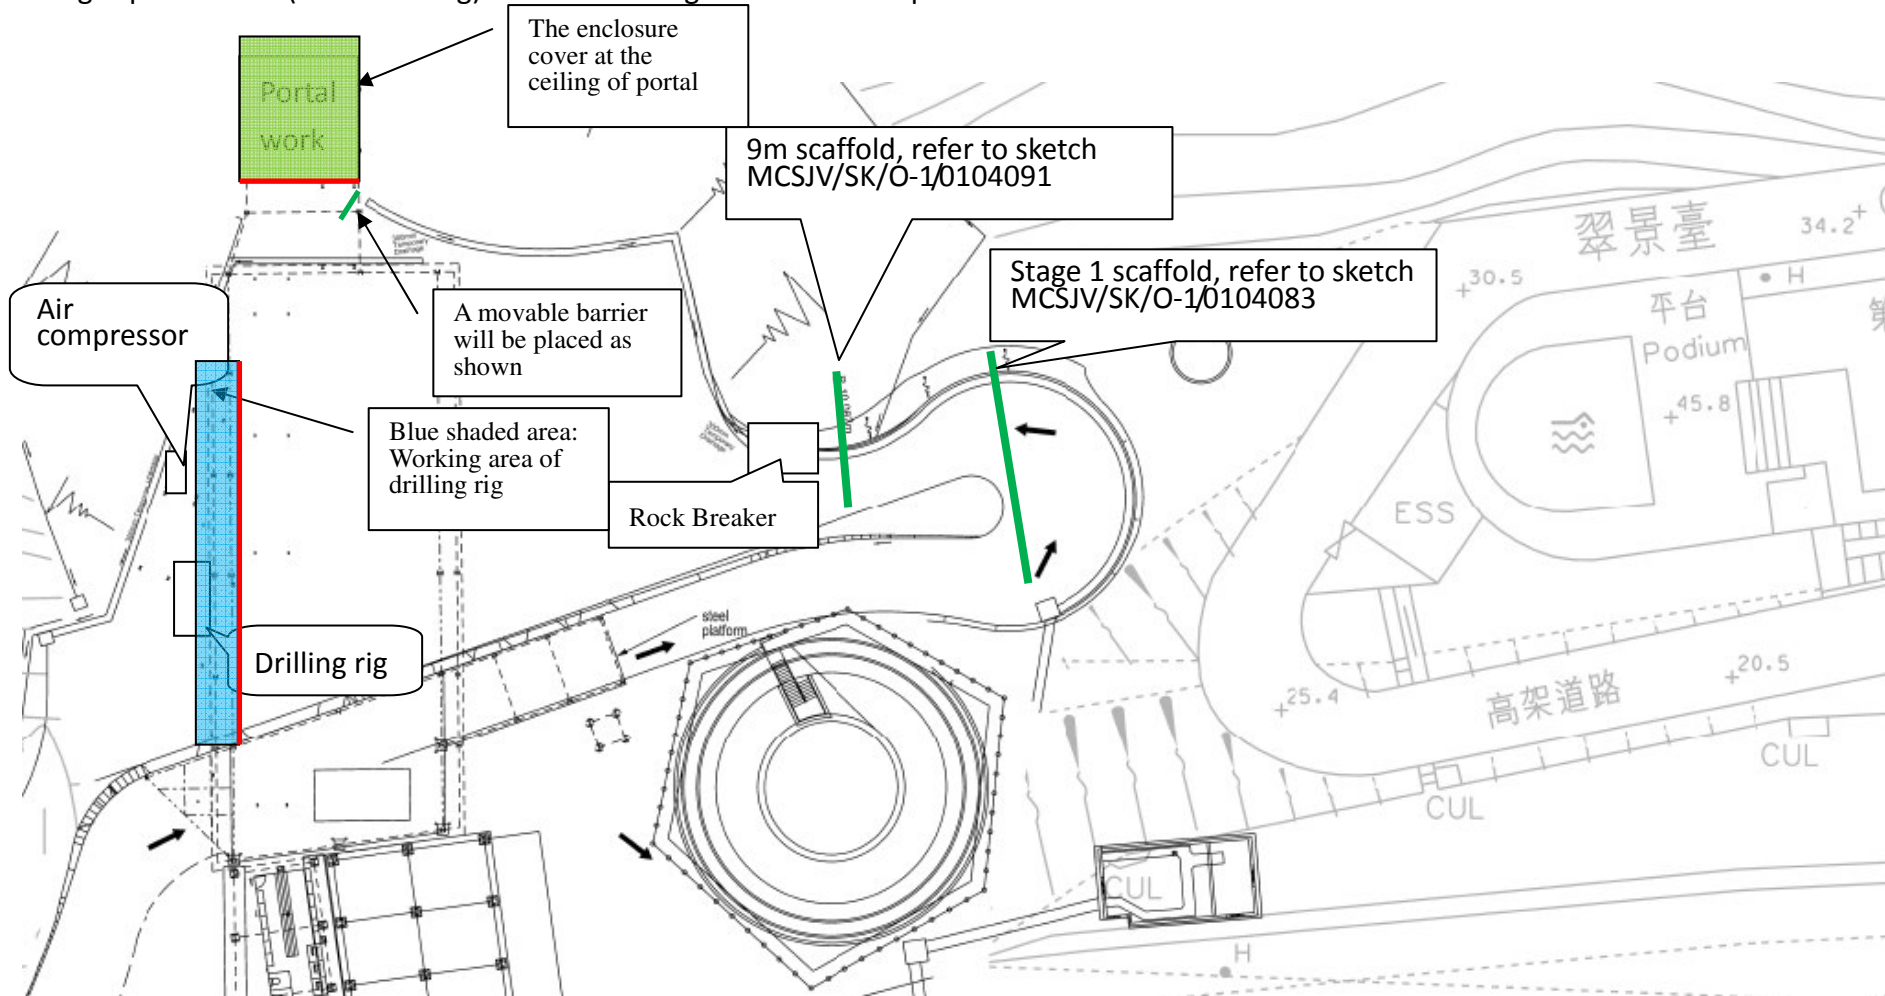 The enclosure
cover at the
ceiling of portal
Portal
work
9m scaffold, refer to sketch
MCSJV/SK/O-1/0104091
Stage 1 scaffold, refer to sketch
MCSJV/SK/O-1/0104083
翠景臺
34.2
30.5
H
平台
Podium
45.8
Air
compressor
A movable barrier
will be placed as
shown
Blue shaded area:
Working area of
drilling rig
Rock Breaker
ESS
steel
platform
Drilling rig
20.5
25.4
高架道路
CUL
CUL
CUL
H